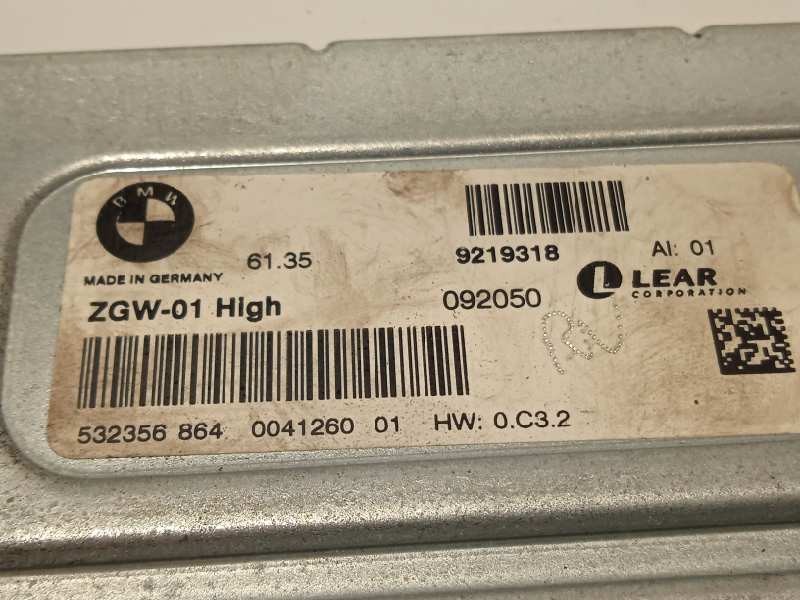 BMW
MADE IN GERMANY
61.35
9219318
AI: 01
ZGW-01 High
092050
L LEAR
CORPORATION
532356 864 0041260 01 HW: 0.C3.2